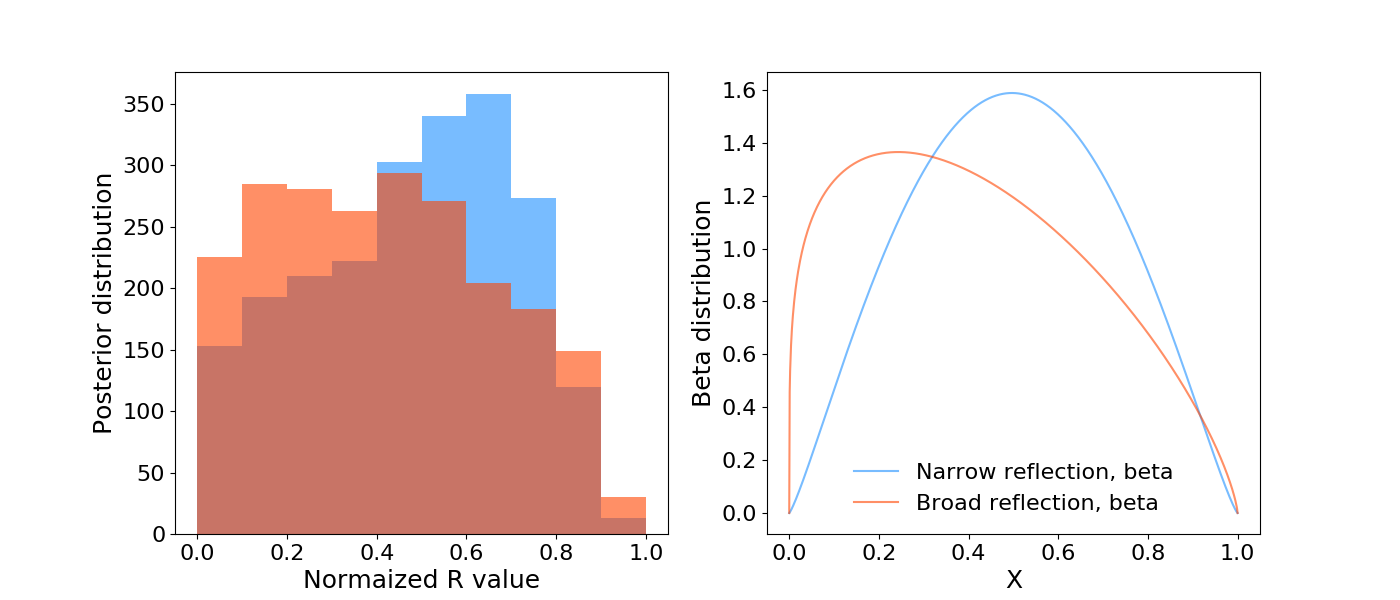 Posterior distribution
350
300
250
200
150
100
50
0
0.0 0.2 0.4 0.6 0.8 1.0
Normaized R value
Beta distribution
1.6
1.4
1.2
1.0
0.8
0.6
0.4
0.2
0.0
Narrow reflection, beta
Broad reflection, beta
0.0 0.2 0.4 0.6 0.8 1.0
X